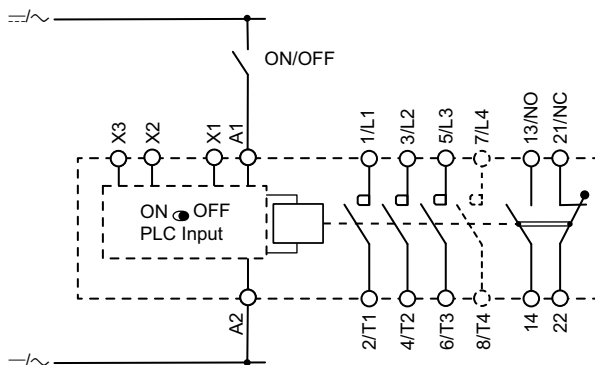 ON/OFF
X3
X2
X1
A1
1/L1
3/L2
5/L3
7/L4
13/NO
21/NC
ON OFF
PLC Input
A2
2/T1
4/T2
6/T3
8/T4
14
22